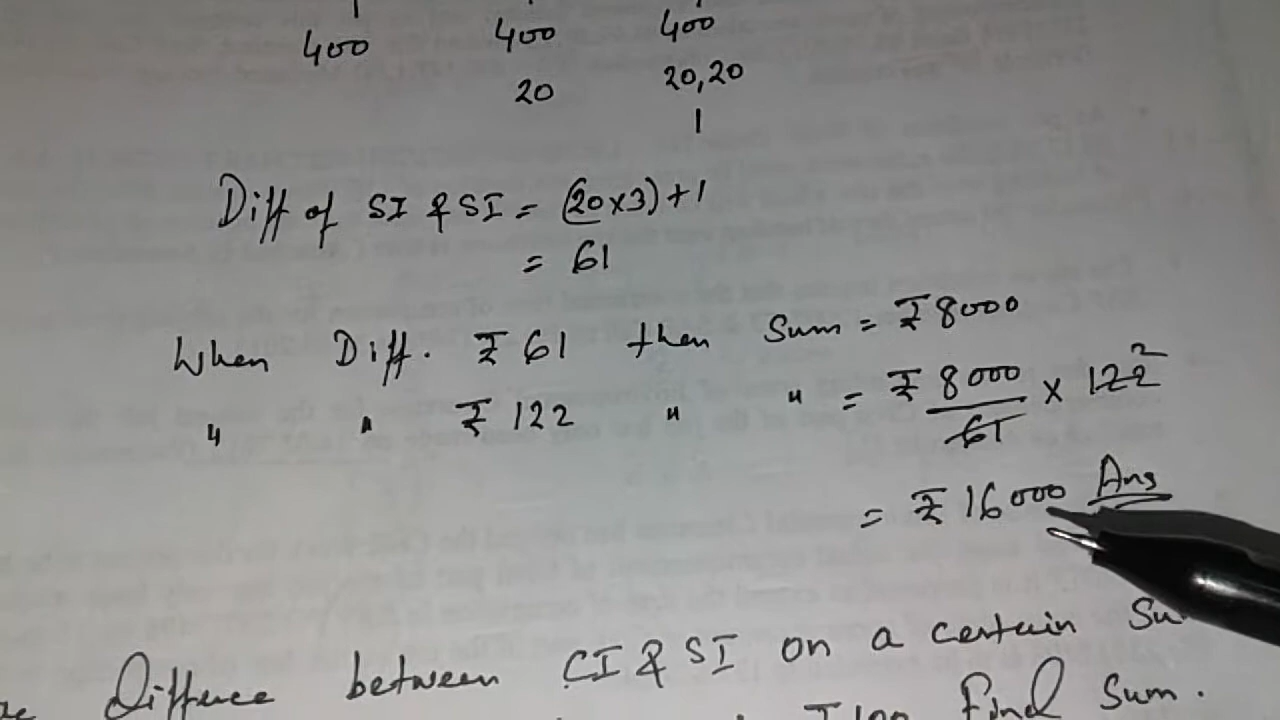 400 400 400
20 20,20
1
Diff of SI & SI = (20x3)+1
= 61
When Diff. ₹ 61 then Sum = ₹ 8000
" " ₹ 122 " " = ₹ 8000/61 x 122 2
= ₹ 16000 Ans
Diffence between CI & SI on a certain
Find Sum.